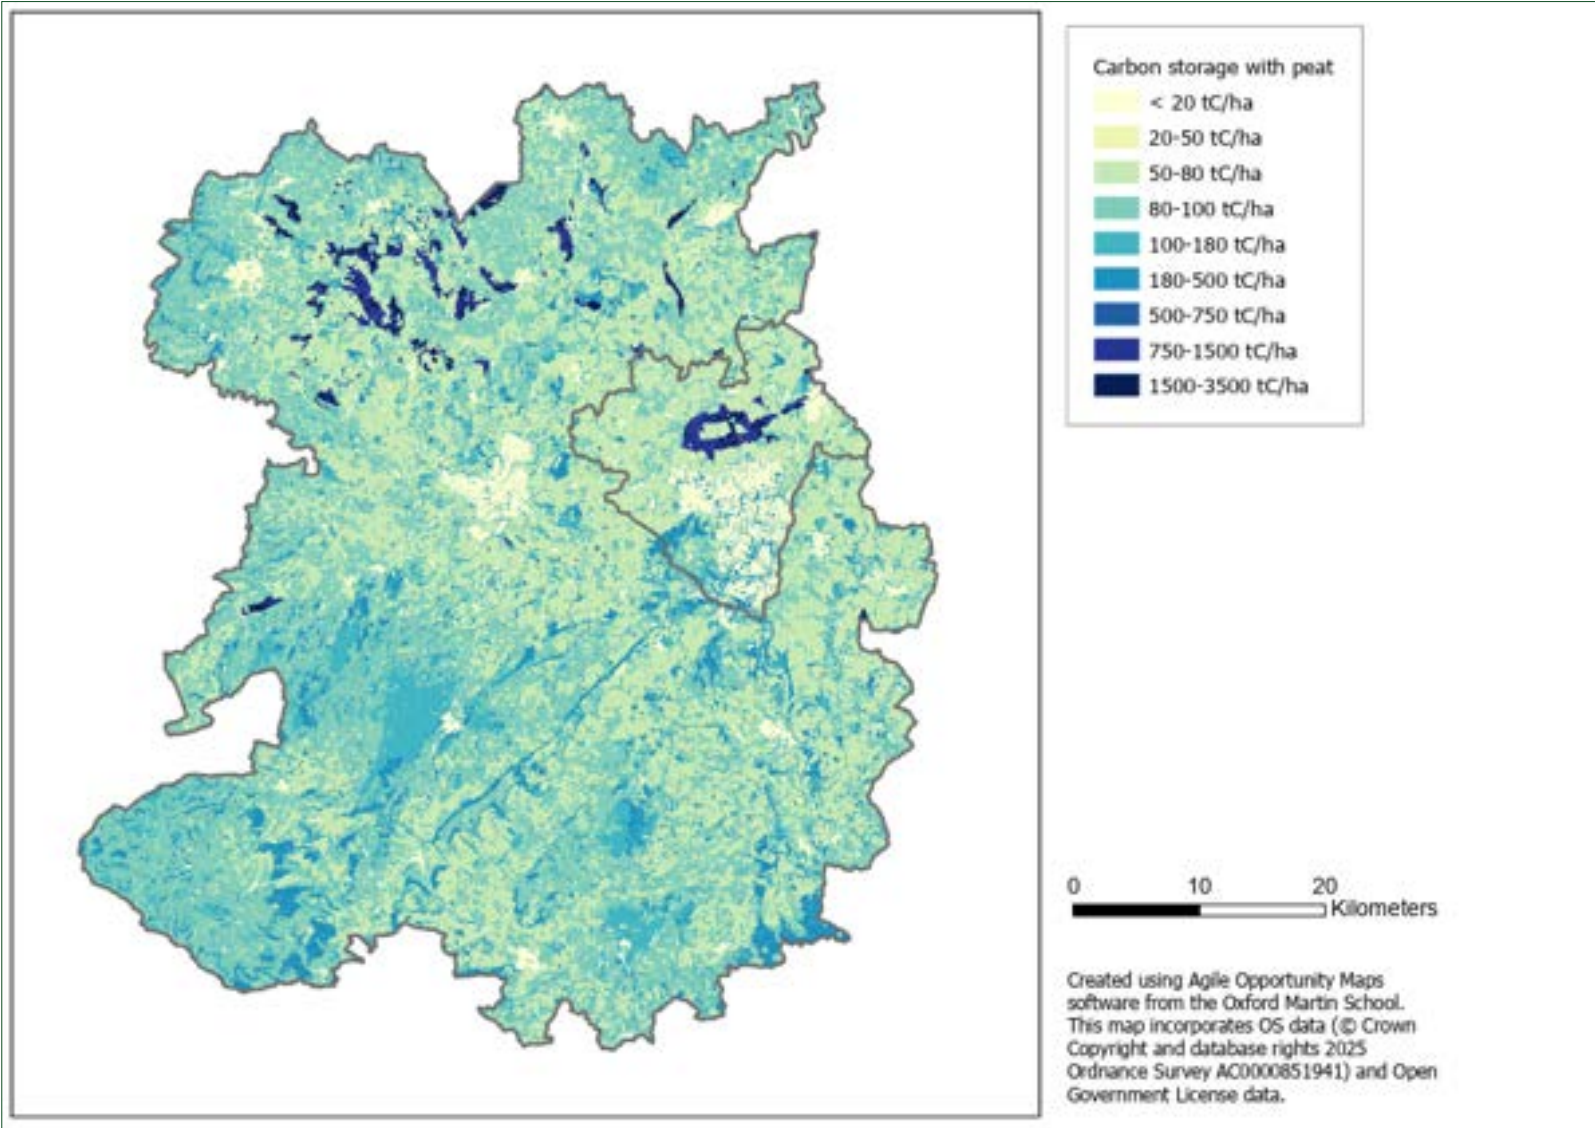 Carbon storage with peat
< 20 tC/ha
20-50 tC/ha
50-80 tC/ha
80-100 tC/ha
100-180 tC/ha
180-500 tC/ha
500-750 tC/ha
750-1500 tC/ha
1500-3500 tC/ha
0 10 20
Kilometers
Created using Agile Opportunity Maps
software from the Oxford Martin School.
This map incorporates OS data (© Crown
Copyright and database rights 2025
Ordnance Survey AC0000851941) and Open
Government License data.